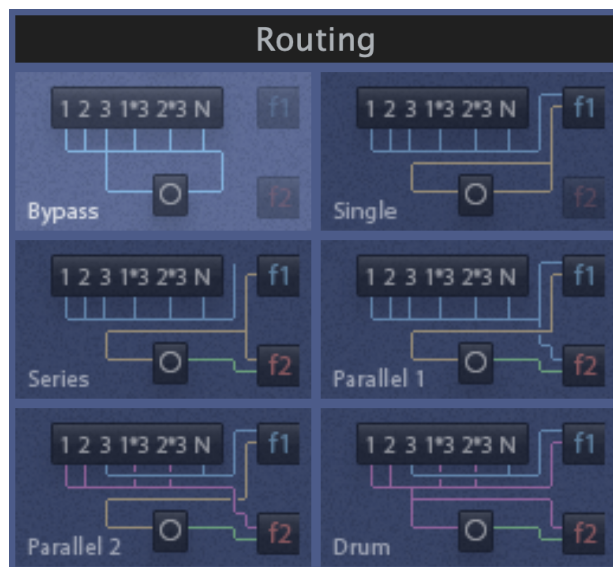 Routing
1 2 3 1*3 2*3 N f1
O
Bypass f2
1 2 3 1*3 2*3 N f1
O
Single f2
1 2 3 1*3 2*3 N f1
O
Series f2
1 2 3 1*3 2*3 N f1
O
Parallel 1 f2
1 2 3 1*3 2*3 N f1
O
Parallel 2 f2
1 2 3 1*3 2*3 N f1
O
Drum f2